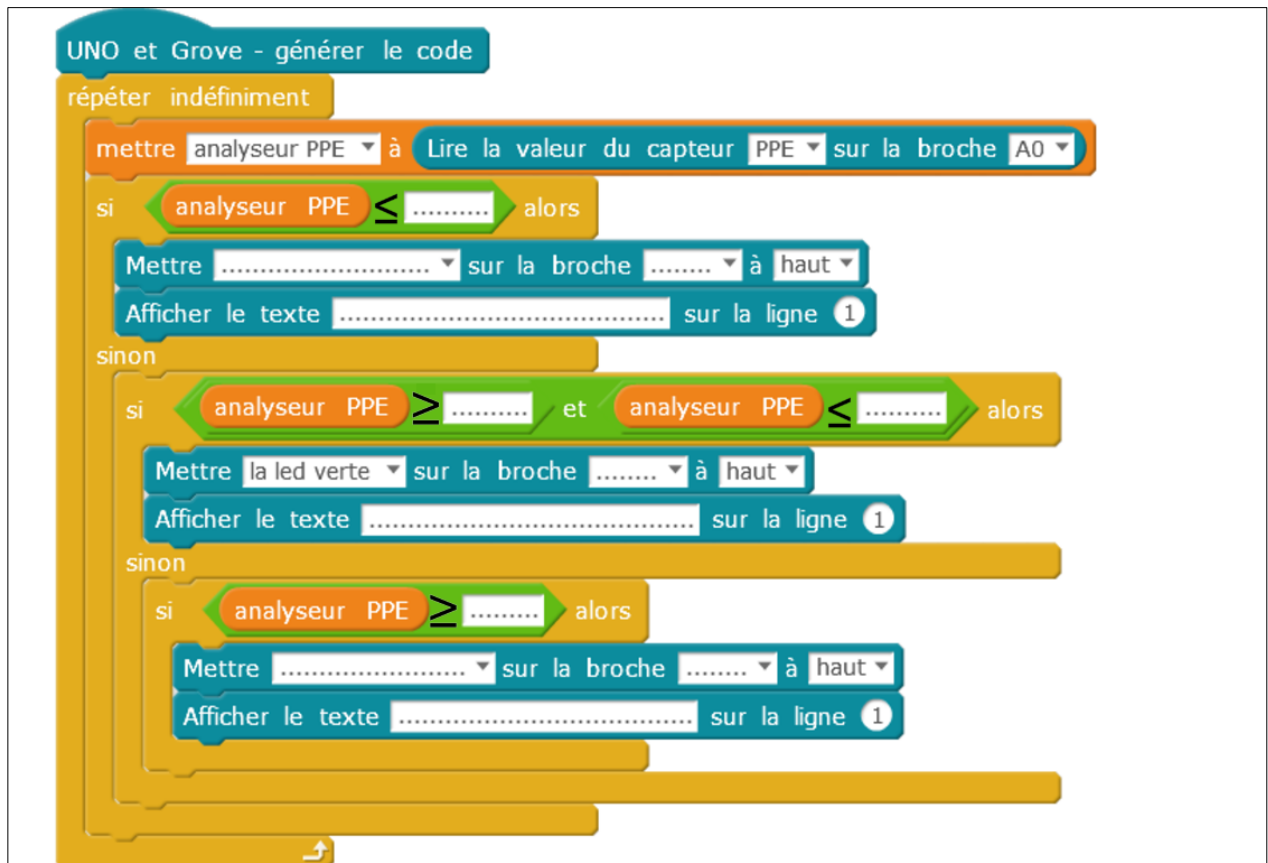 UNO et Grove - générer le code
répéter indéfiniment
mettre analyseur PPE à Lire la valeur du capteur PPE sur la broche A0
si analyseur PPE ≤ .......... alors
Mettre ........................... sur la broche ........ à haut
Afficher le texte .......................................... sur la ligne 1
sinon
si analyseur PPE ≥ .......... et analyseur PPE ≤ .......... alors
Mettre la led verte sur la broche ........ à haut
Afficher le texte .......................................... sur la ligne 1
sinon
si analyseur PPE ≥ ......... alors
Mettre ......................... sur la broche ........ à haut
Afficher le texte ...................................... sur la ligne 1